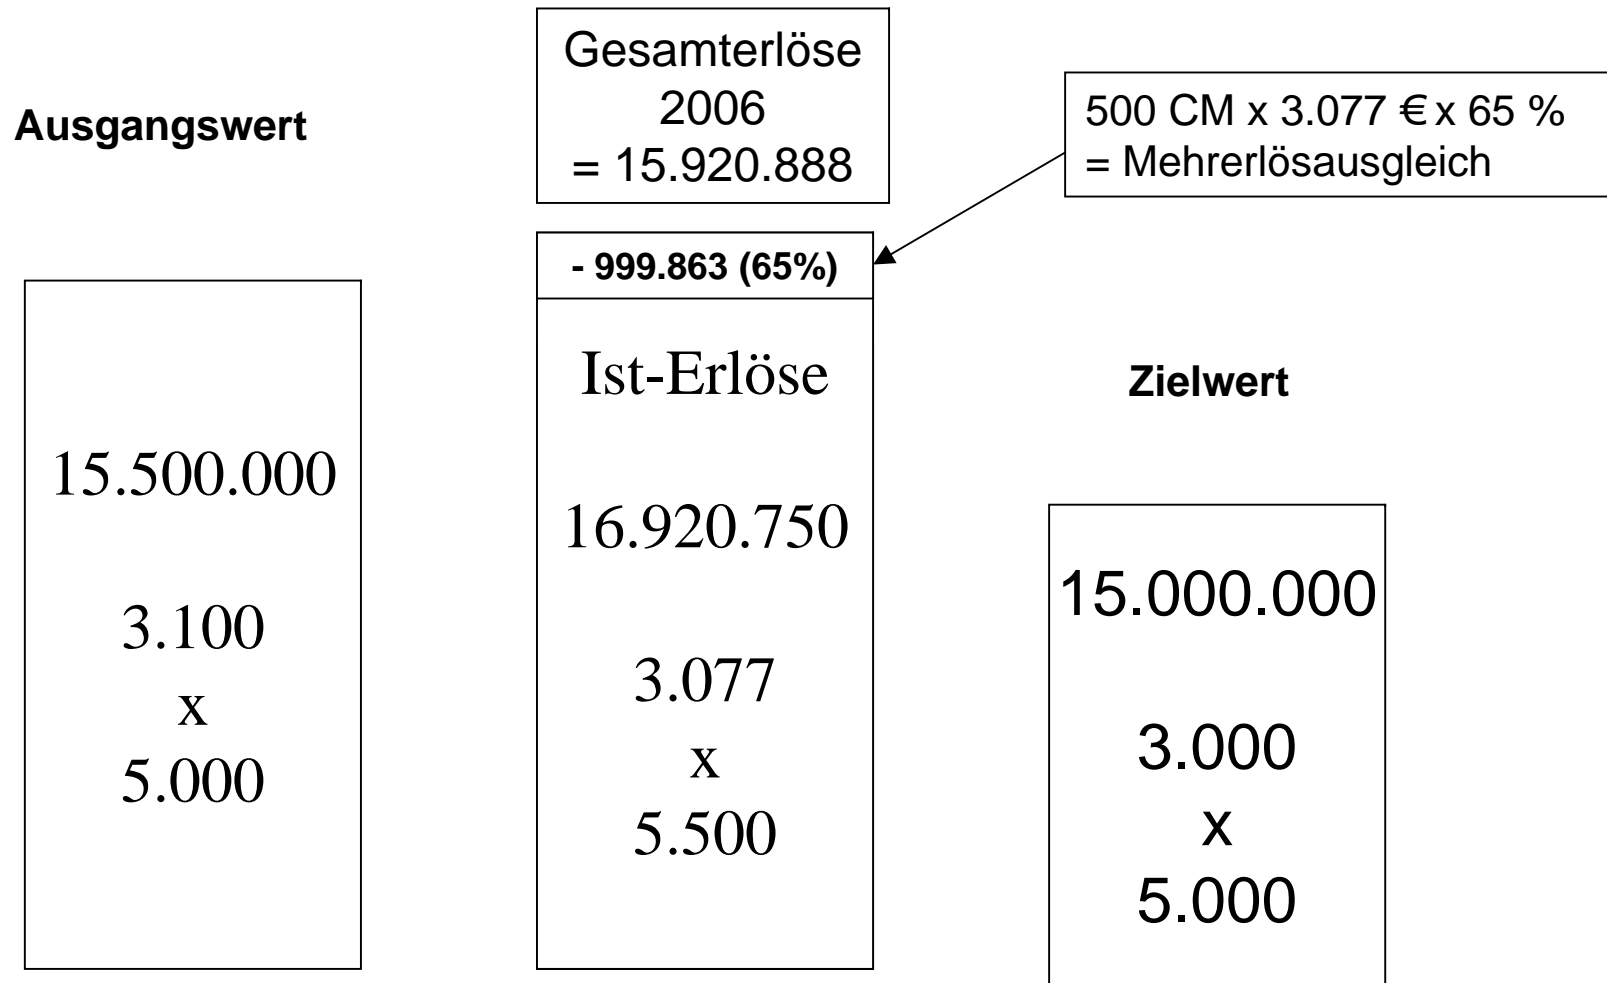 Ausgangswert
15.500.000
3.100
x
5.000
Gesamterlöse
2006
= 15.920.888
- 999.863 (65%)
Ist-Erlöse
16.920.750
3.077
x
5.500
500 CM x 3.077 € x 65 %
= Mehrerlösausgleich
Zielwert
15.000.000
3.000
x
5.000